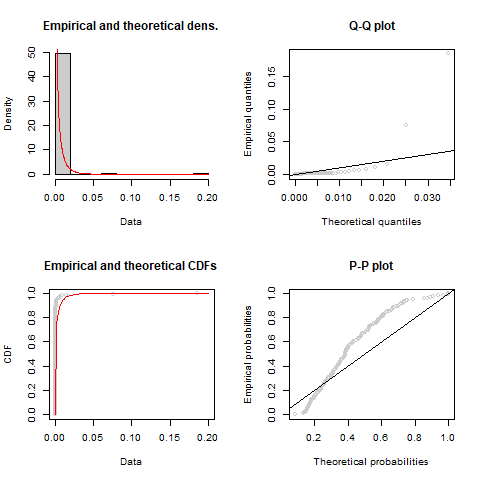 Empirical and theoretical dens.
Density
0 10 20 30 40 50
0.00 0.05 0.10 0.15 0.20
Data
Q-Q plot
Empirical quantiles
0.00 0.05 0.15
0.000 0.010 0.020 0.030
Theoretical quantiles
Empirical and theoretical CDFs
CDF
0.0 0.2 0.4 0.6 0.8 1.0
0.00 0.05 0.10 0.15 0.20
Data
P-P plot
Empirical probabilities
0.0 0.2 0.4 0.6 0.8 1.0
0.2 0.4 0.6 0.8 1.0
Theoretical probabilities